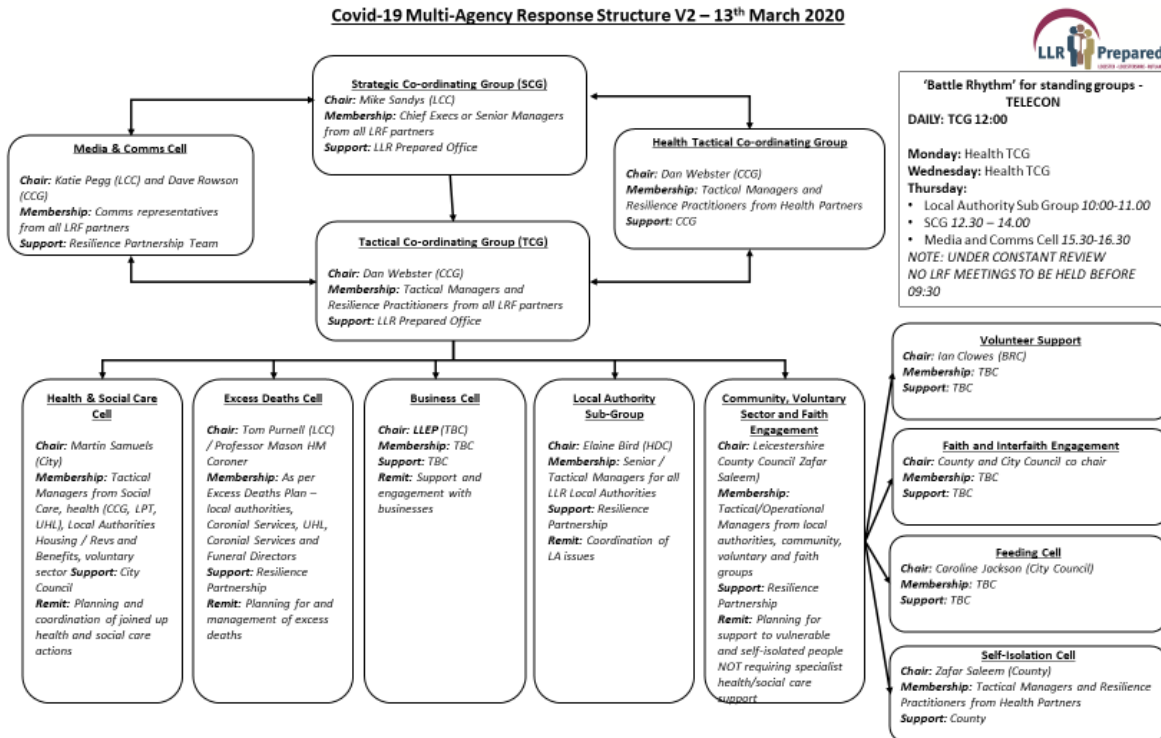 Covid-19 Multi-Agency Response Structure V2 – 13th March 2020
LLR Prepared
Strategic Co-ordinating Group (SCG)
Chair: Mike Sandys (LCC)
Membership: Chief Execs or Senior Managers
from all LRF partners
Support: LLR Prepared Office
Media & Comms Cell
Chair: Katie Pegg (LCC) and Dave Rowson
(CCG)
Membership: Comms representatives
from all LRF partners
Support: Resilience Partnership Team
Health Tactical Co-ordinating Group
Chair: Dan Webster (CCG)
Membership: Tactical Managers and
Resilience Practitioners from Health Partners
Support: CCG
Tactical Co-ordinating Group (TCG)
Chair: Dan Webster (CCG)
Membership: Tactical Managers and
Resilience Practitioners from all LRF partners
Support: LLR Prepared Office
‘Battle Rhythm’ for standing groups -
TELECON
DAILY: TCG 12:00
Monday: Health TCG
Wednesday: Health TCG
Thursday:
• Local Authority Sub Group 10:00-11.00
• SCG 12.30 – 14.00
• Media and Comms Cell 15.30-16.30
NOTE: UNDER CONSTANT REVIEW
NO LRF MEETINGS TO BE HELD BEFORE
09:30
Health & Social Care
Cell
Chair: Martin Samuels
(City)
Membership: Tactical
Managers from Social
Care, health (CCG, LPT,
UHL), Local Authorities
Housing / Revs and
Benefits, voluntary
sector Support: City
Council
Remit: Planning and
coordination of joined up
health and social care
actions
Excess Deaths Cell
Chair: Tom Purnell (LCC)
/ Professor Mason HM
Coroner
Membership: As per
Excess Deaths Plan –
local authorities,
Coronial Services, UHL,
Coronial Services and
Funeral Directors
Support: Resilience
Partnership
Remit: Planning for and
management of excess
deaths
Business Cell
Chair: LLEP (TBC)
Membership: TBC
Support: TBC
Remit: Support and
engagement with
businesses
Local Authority
Sub-Group
Chair: Elaine Bird (HDC)
Membership: Senior /
Tactical Managers for all
LLR Local Authorities
Support: Resilience
Partnership
Remit: Coordination of
LA issues
Community, Voluntary
Sector and Faith
Engagement
Chair: Leicestershire
County Council Zafar
Saleem)
Membership:
Tactical/Operational
Managers from local
authorities, community,
voluntary and faith
groups
Support: Resilience
Partnership
Remit: Planning for
support to vulnerable
and self-isolated people
NOT requiring specialist
health/social care
support
Volunteer Support
Chair: Ian Clowes (BRC)
Membership: TBC
Support: TBC
Faith and Interfaith Engagement
Chair: County and City Council co chair
Membership: TBC
Support: TBC
Feeding Cell
Chair: Caroline Jackson (City Council)
Membership: TBC
Support: TBC
Self-Isolation Cell
Chair: Zafar Saleem (County)
Membership: Tactical Managers and Resilience
Practitioners from Health Partners
Support: County